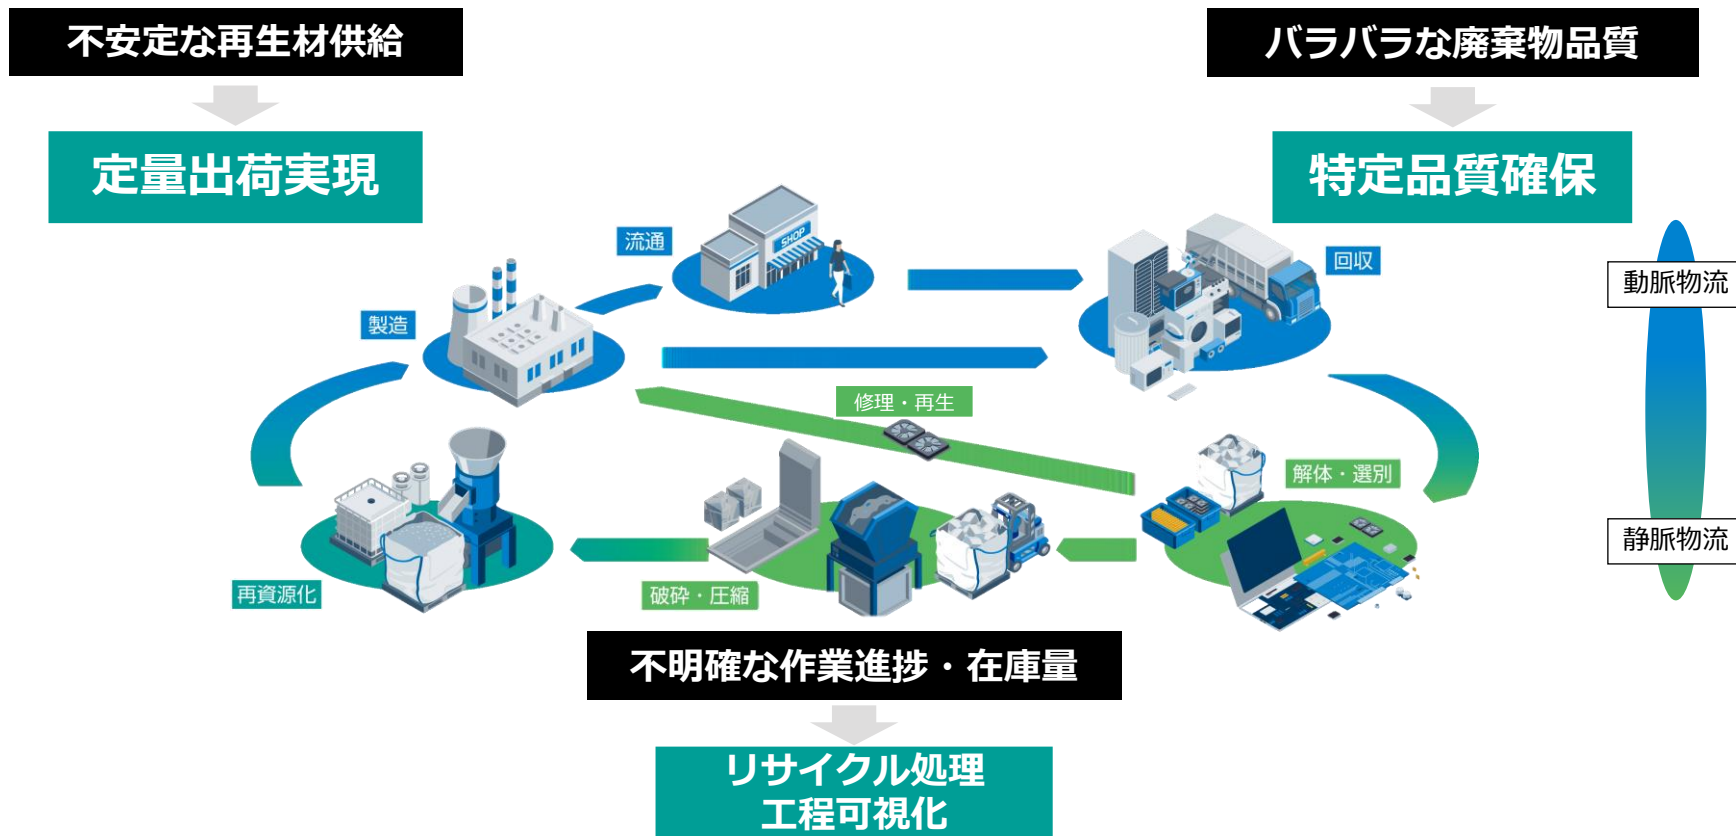 不安定な再生材供給
バラバラな廃棄物品質
定量出荷実現
特定品質確保
流通
SHOP
回収
動脈物流
製造
修理・再生
解体・選別
静脈物流
再資源化
破砕・圧縮
不明確な作業進捗・在庫量
リサイクル処理
工程可視化